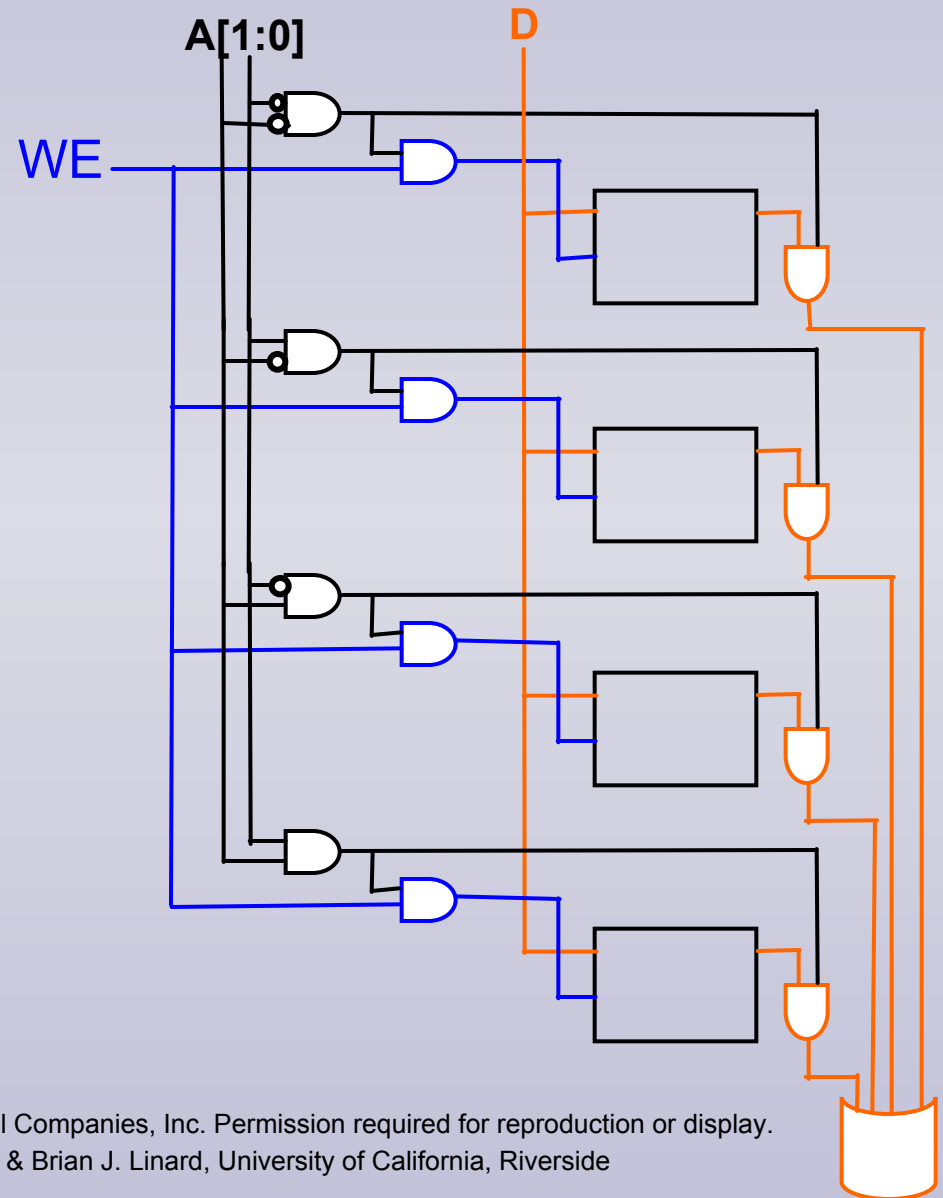 A[1:0]
D
WE
l Companies, Inc. Permission required for reproduction or display.
& Brian J. Linard, University of California, Riverside